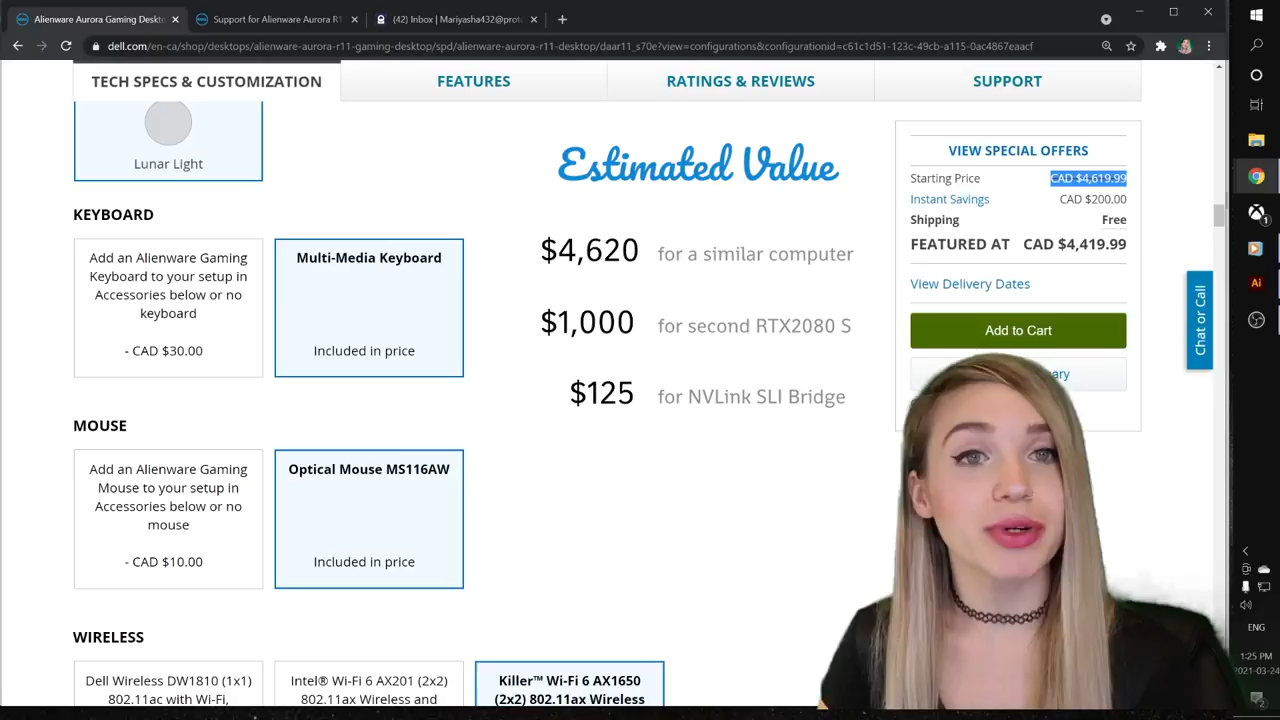 Alienware Aurora Gaming Deskto
Support for Alienware Aurora R1
(42) Inbox | Mariyasha432@prot
dell.com/en-ca/shop/desktops/alienware-aurora-r11-gaming-desktop/spd/alienware-aurora-r11-desktop/daar11_s70e?view=configurations&configurationid=c61c1d51-123c-49cb-a115-0ac4867eaacf
TECH SPECS & CUSTOMIZATION
FEATURES
RATINGS & REVIEWS
SUPPORT
Lunar Light
KEYBOARD
Add an Alienware Gaming
Keyboard to your setup in
Accessories below or no
keyboard
- CAD $30.00
Multi-Media Keyboard
Included in price
MOUSE
Add an Alienware Gaming
Mouse to your setup in
Accessories below or no
mouse
- CAD $10.00
Optical Mouse MS116AW
Included in price
WIRELESS
Dell Wireless DW1810 (1x1)
802.11ac with Wi-Fi,
Intel® Wi-Fi 6 AX201 (2x2)
802.11ax Wireless and
Killer™ Wi-Fi 6 AX1650
(2x2) 802.11ax Wireless
Estimated Value
$4,620 for a similar computer
$1,000 for second RTX2080 S
$125 for NVLink SLI Bridge
VIEW SPECIAL OFFERS
Starting Price CAD $4,619.99
Instant Savings CAD $200.00
Shipping Free
FEATURED AT CAD $4,419.99
View Delivery Dates
Add to Cart
Chat or Call
Ai
1
ENG
1:25 PM
2021-03-24
2